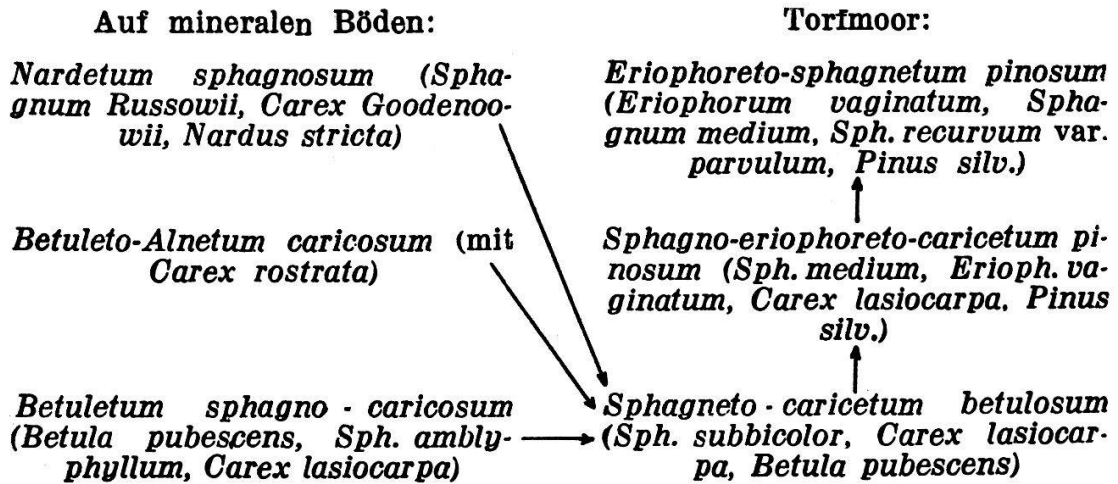 Auf mineralen Böden:
Nardetum sphagnosum (Spha-
gnum Russowii, Carex Goodenoo-
wii, Nardus stricta)
Betuleto-Alnetum caricosum (mit
Carex rostrata)
Betuletum sphagno - caricosum
(Betula pubescens, Sph. ambly-
phyllum, Carex lasiocarpa)
Torfmoor:
Eriophoreto-sphagnetum pinosum
(Eriophorum vaginatum, Spha-
gnum medium, Sph. recurvum var.
parvulum, Pinus silv.)
Sphagno-eriophoreto-caricetum pi-
nosum (Sph. medium, Erioph. va-
ginatum, Carex lasiocarpa, Pinus
silv.)
Sphagneto - caricetum betulosum
(Sph. subbicolor, Carex lasiocar-
pa, Betula pubescens)